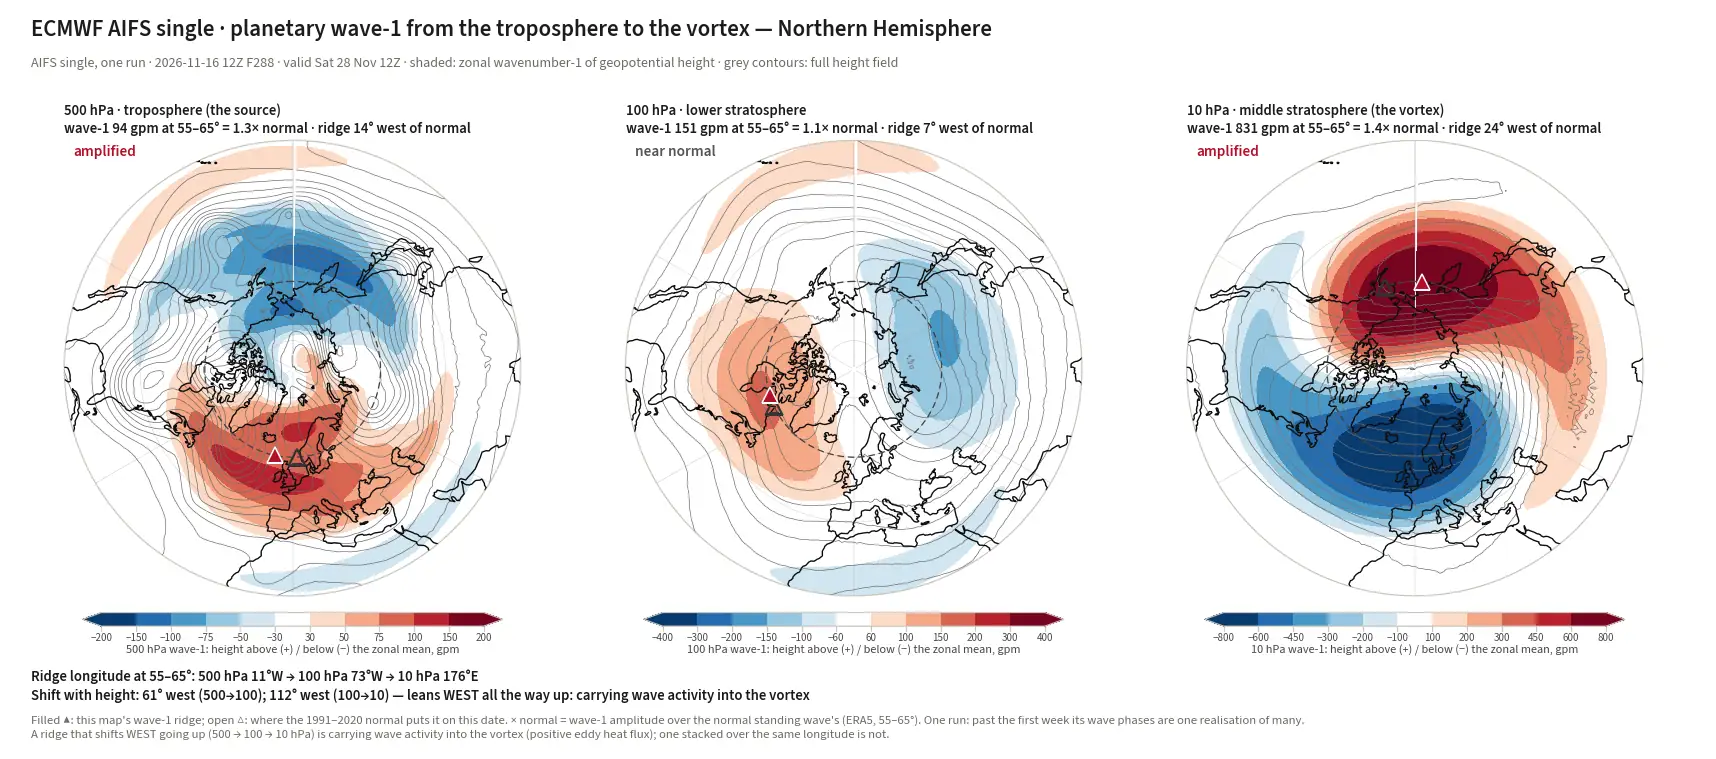 ECMWF AIFS single · planetary wave-1 from the troposphere to the vortex — Northern Hemisphere
AIFS single, one run · 2026-11-16 12Z F288 · valid Sat 28 Nov 12Z · shaded: zonal wavenumber-1 of geopotential height · grey contours: full height field
500 hPa · troposphere (the source)
wave-1 94 gpm at 55–65° = 1.3× normal · ridge 14° west of normal
amplified
100 hPa · lower stratosphere
wave-1 151 gpm at 55–65° = 1.1× normal · ridge 7° west of normal
near normal
10 hPa · middle stratosphere (the vortex)
wave-1 831 gpm at 55–65° = 1.4× normal · ridge 24° west of normal
amplified
−200 −150 −100 −75 −50 −30 30 50 75 100 150 200
500 hPa wave-1: height above (+) / below (−) the zonal mean, gpm
−400 −300 −200 −150 −100 −60 60 100 150 200 300 400
100 hPa wave-1: height above (+) / below (−) the zonal mean, gpm
−800 −600 −450 −300 −200 −100 100 200 300 450 600 800
10 hPa wave-1: height above (+) / below (−) the zonal mean, gpm
Ridge longitude at 55–65°: 500 hPa 11°W → 100 hPa 73°W → 10 hPa 176°E
Shift with height: 61° west (500→100); 112° west (100→10) — leans WEST all the way up: carrying wave activity into the vortex
Filled ▲: this map's wave-1 ridge; open △: where the 1991–2020 normal puts it on this date. × normal = wave-1 amplitude over the normal standing wave's (ERA5, 55–65°). One run: past the first week its wave phases are one realisation of many.
A ridge that shifts WEST going up (500 → 100 → 10 hPa) is carrying wave activity into the vortex (positive eddy heat flux); one stacked over the same longitude is not.